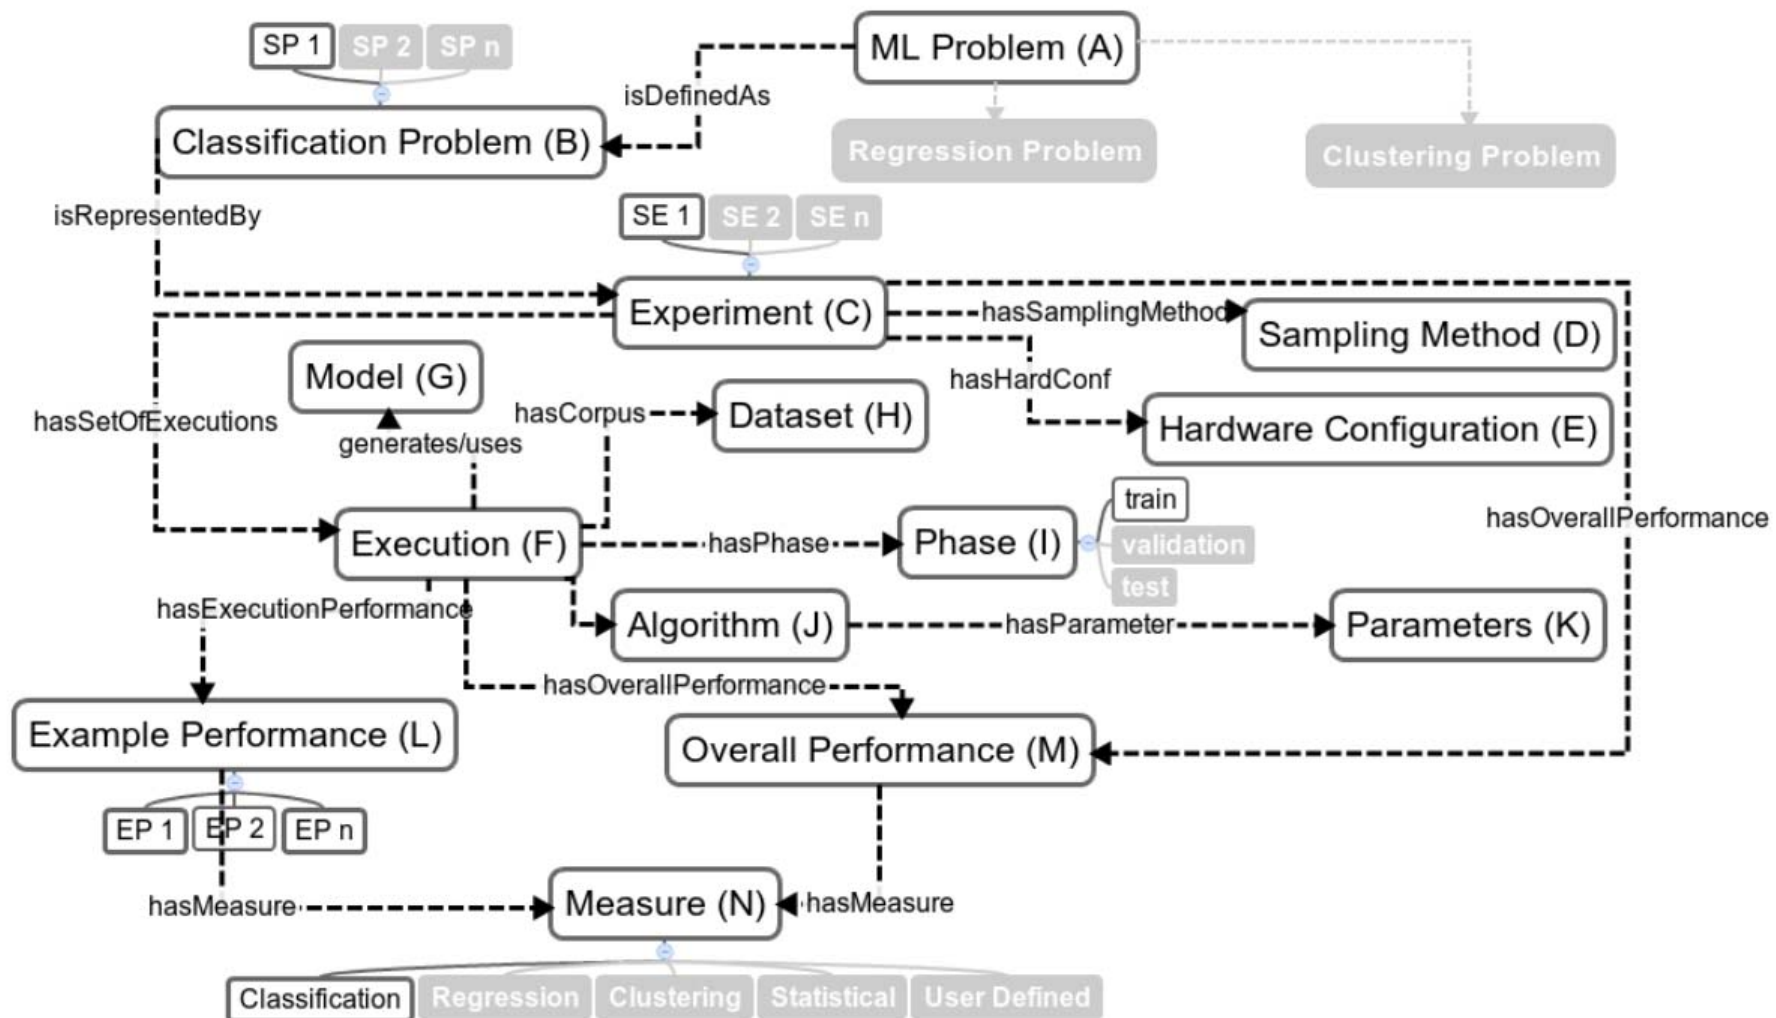 SP 1
SP 2
SP n
ML Problem (A)
isDefinedAs
Classification Problem (B)
Regression Problem
Clustering Problem
isRepresentedBy
SE 1
SE 2
SE n
Experiment (C)
hasSamplingMethod
Sampling Method (D)
Model (G)
hasHardConf
hasSetOfExecutions
generates/uses
hasCorpus
Dataset (H)
Hardware Configuration (E)
train
hasOverallPerformance
Execution (F)
hasPhase
Phase (I)
validation
test
hasExecutionPerformance
Algorithm (J)
hasParameter
Parameters (K)
hasOverallPerformance
Example Performance (L)
Overall Performance (M)
EP 1
EP 2
EP n
hasMeasure
Measure (N)
hasMeasure
Classification
Regression
Clustering
Statistical
User Defined